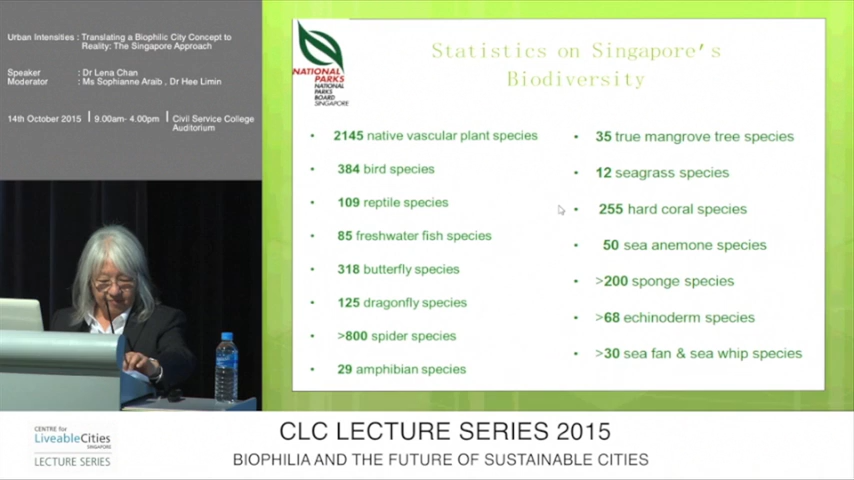 Urban Intensities : Translating a Biophilic City Concept to
Reality: The Singapore Approach
Speaker : Dr Lena Chan
Moderator : Ms Sophianne Araib , Dr Hee Limin
14th October 2015 | 9.00am- 4.00pm | Civil Service College
Auditorium
NATIONAL PARKS
NATIONAL
PARKS
BOARD
SINGAPORE
Statistics on Singapore's
Biodiversity
• 2145 native vascular plant species
• 384 bird species
• 109 reptile species
• 85 freshwater fish species
• 318 butterfly species
• 125 dragonfly species
• >800 spider species
• 29 amphibian species
• 35 true mangrove tree species
• 12 seagrass species
• 255 hard coral species
• 50 sea anemone species
• >200 sponge species
• >68 echinoderm species
• >30 sea fan & sea whip species
CENTRE for
LiveableCities
SINGAPORE
LECTURE SERIES
CLC LECTURE SERIES 2015
BIOPHILIA AND THE FUTURE OF SUSTAINABLE CITIES